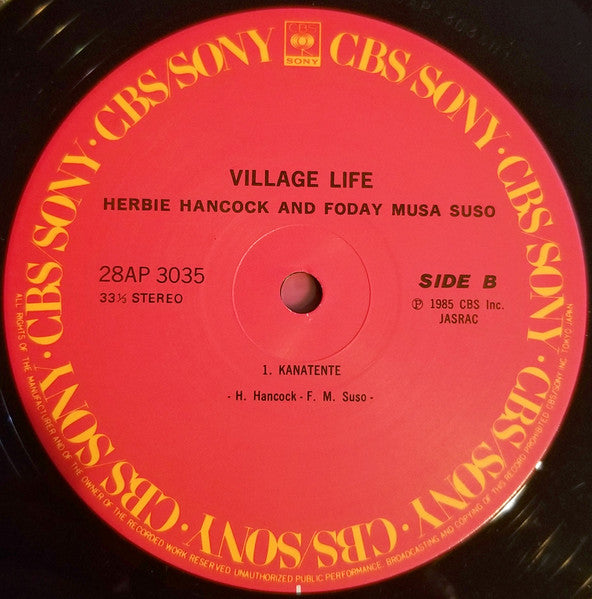 CBS/SONY · CBS/SONY · CBS/SONY · CBS/SONY · CBS/SONY · CBS/SONY · CBS/SONY · CBS SONY
CBS
SONY
VILLAGE LIFE
HERBIE HANCOCK AND FODAY MUSA SUSO
28AP 3035
33⅓ STEREO
SIDE B
Ⓟ 1985 CBS Inc.
JASRAC
1. KANATENTE
- H. Hancock - F. M. Suso -
ALL RIGHTS OF THE MANUFACTURER AND OF THE OWNER OF THE RECORDED WORK RESERVED UNAUTHORIZED PUBLIC PERFORMANCE BROADCASTING AND COPYING OF THIS RECORD PROHIBITED CBS/SONY INC. TOKYO JAPAN